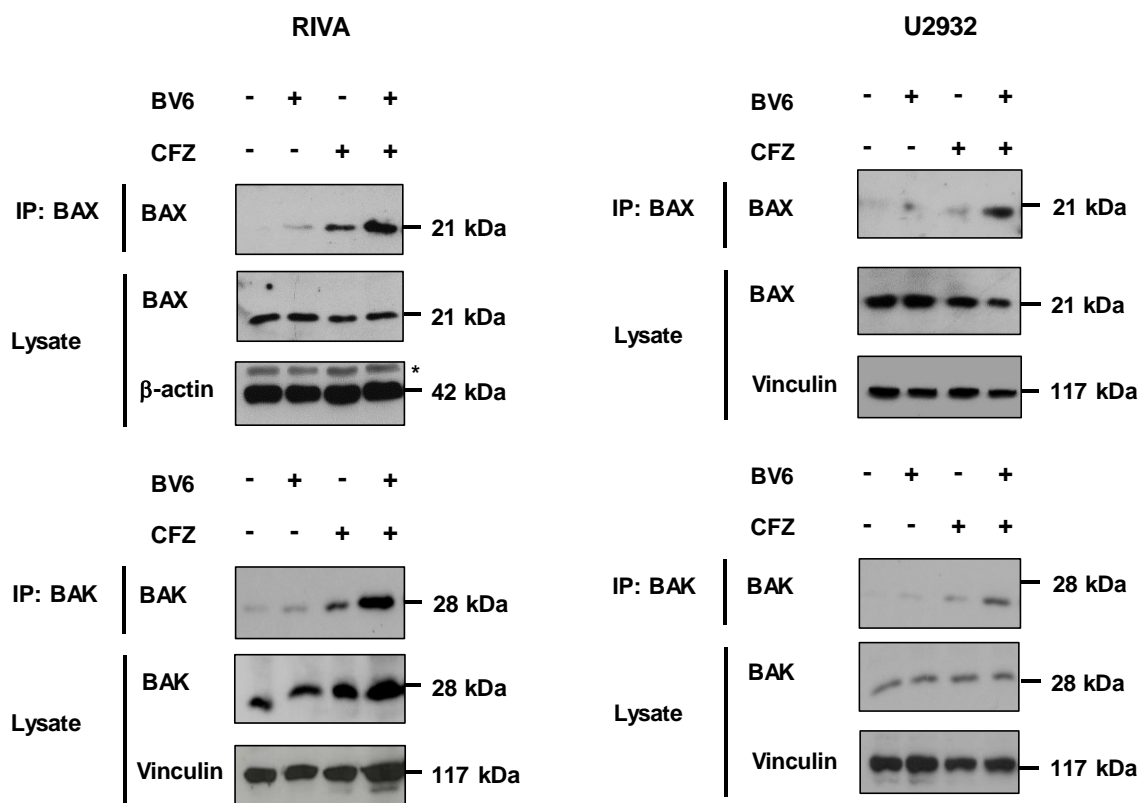 RIVA
BV6 - + - +
CFZ - - + +
IP: BAX BAX 21 kDa
Lysate
BAX 21 kDa
β-actin * 42 kDa
BV6 - + - +
CFZ - - + +
IP: BAK BAK 28 kDa
Lysate
BAK 28 kDa
Vinculin 117 kDa
U2932
BV6 - + - +
CFZ - - + +
IP: BAX BAX 21 kDa
Lysate
BAX 21 kDa
Vinculin 117 kDa
BV6 - + - +
CFZ - - + +
IP: BAK BAK 28 kDa
Lysate
BAK 28 kDa
Vinculin 117 kDa